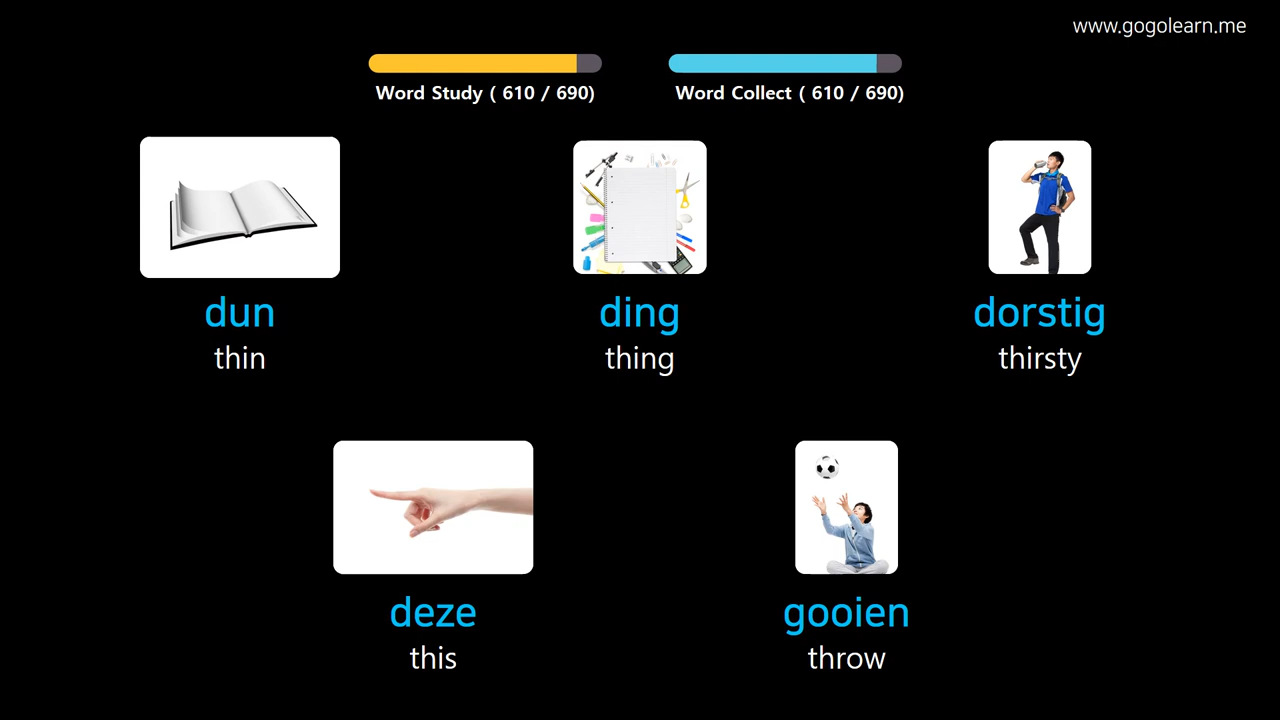 www.gogolearn.me
Word Study ( 610 / 690)
Word Collect ( 610 / 690)
dun
thin
ding
thing
dorstig
thirsty
deze
this
gooien
throw